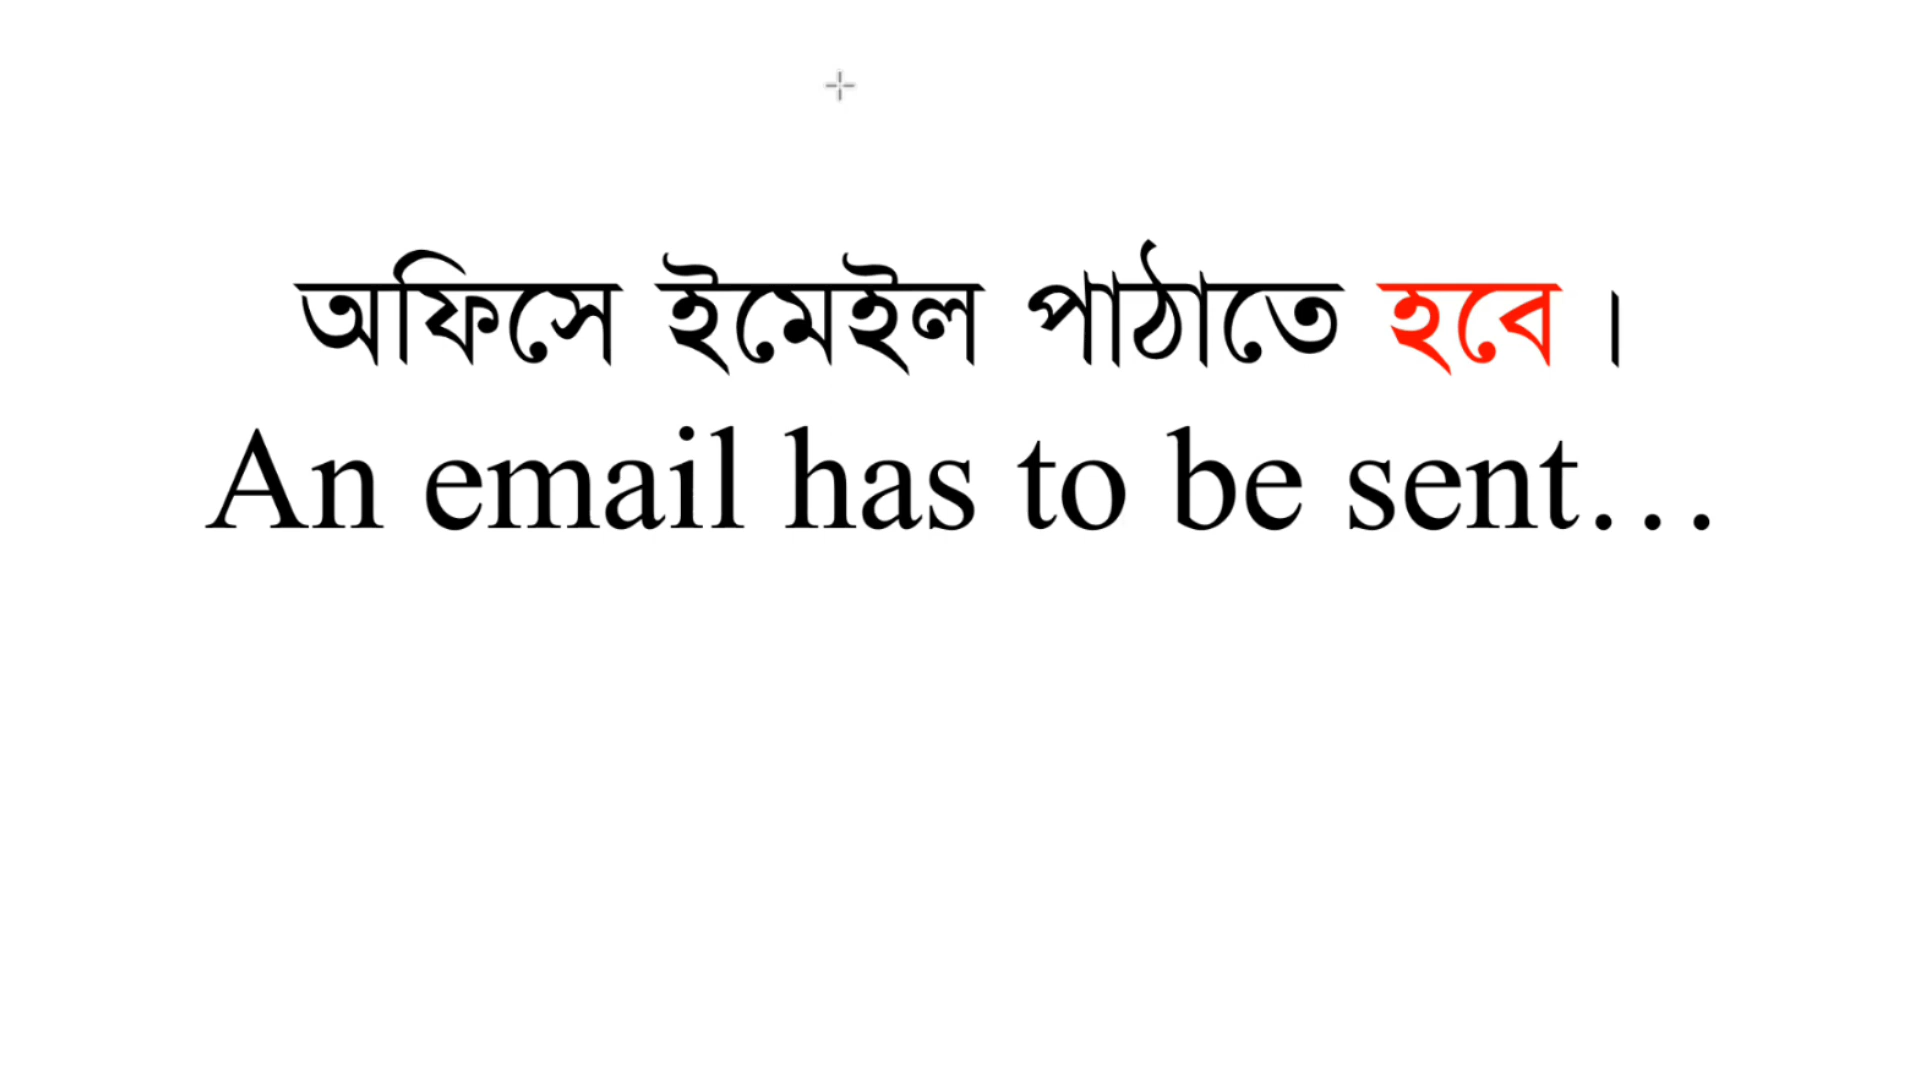 অফিসে ইমেইল পাঠাতে হবে ।
An email has to be sent…